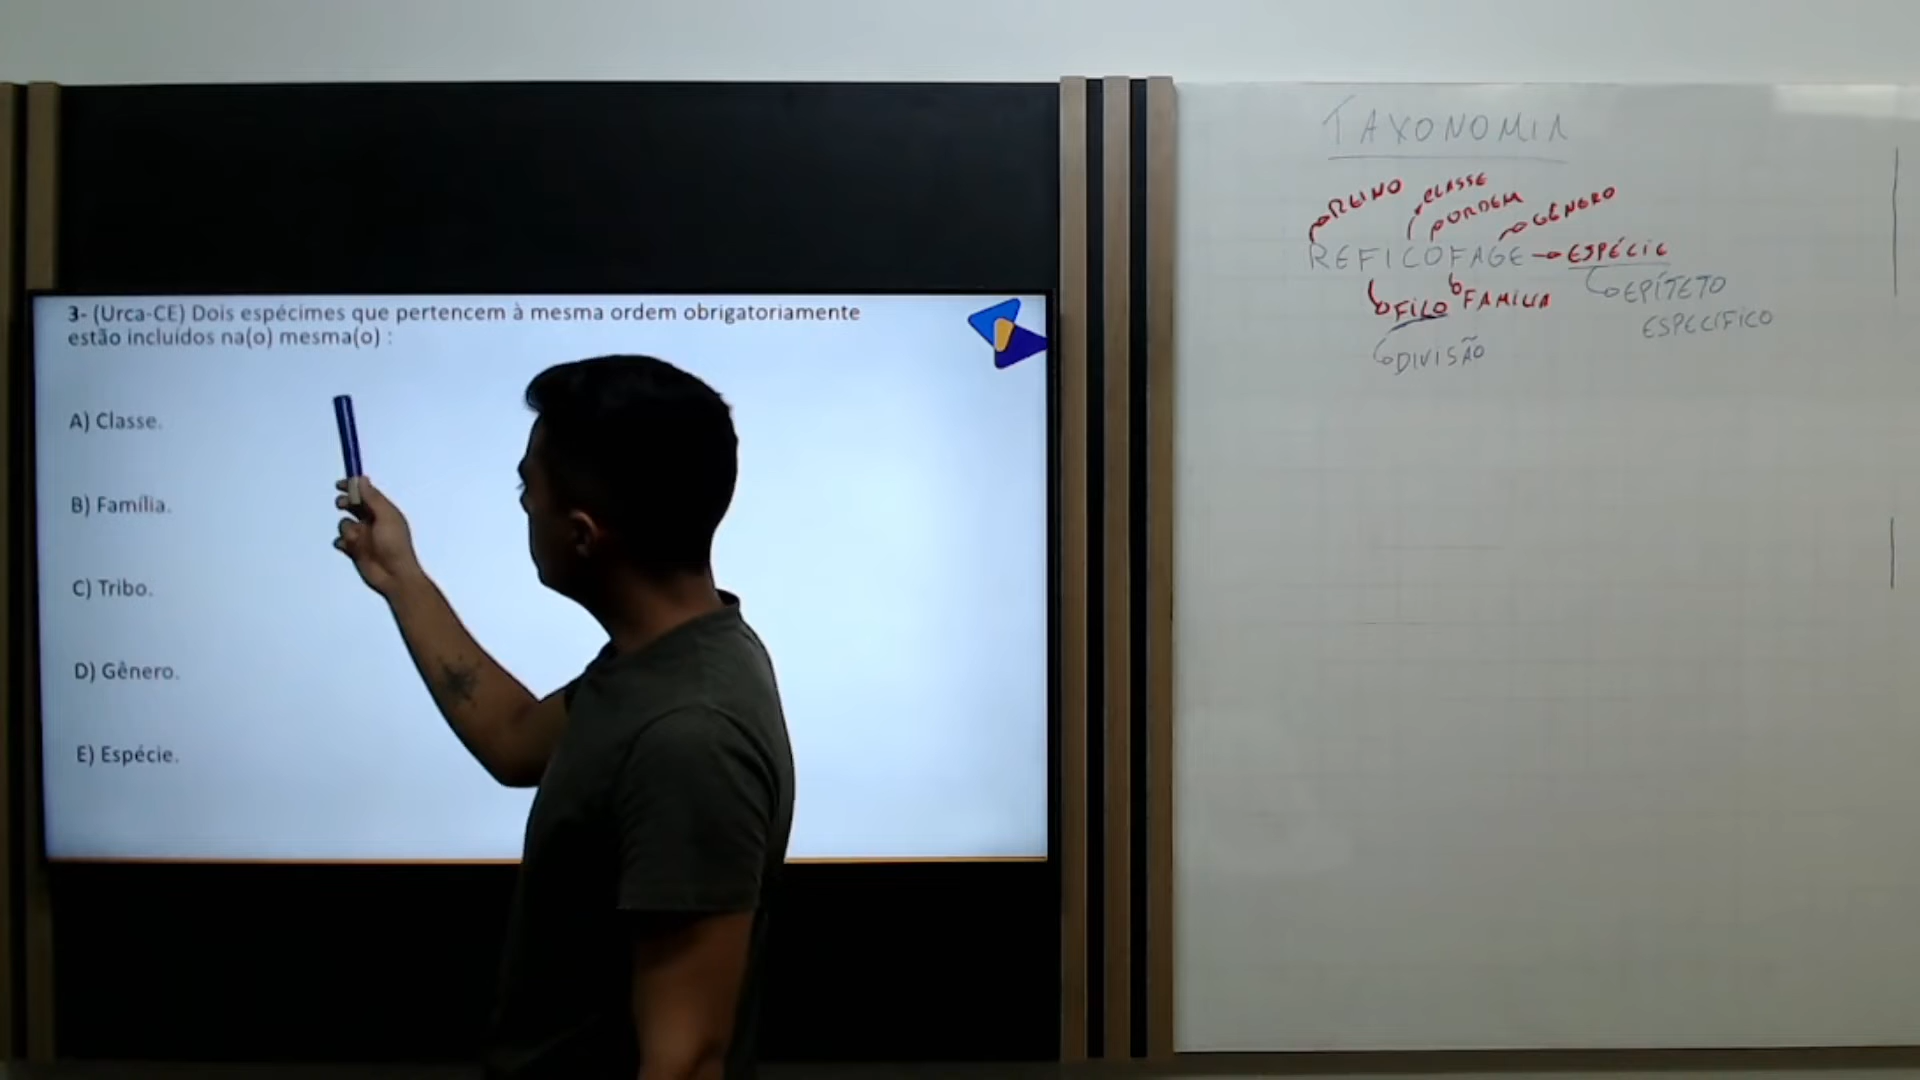 3- (Urca-CE) Dois espécimes que pertencem à mesma ordem obrigatoriamente
estão incluídos na(o) mesma(o) :
A) Classe.
B) Família.
C) Tribo.
D) Gênero.
E) Espécie.
TAXONOMIA
REINO
CLASSE
ORDEM
GÊNERO
REFICOFAGE → ESPÉCIE
FILO
FAMÍLIA
EPÍTETO
ESPECÍFICO
DIVISÃO